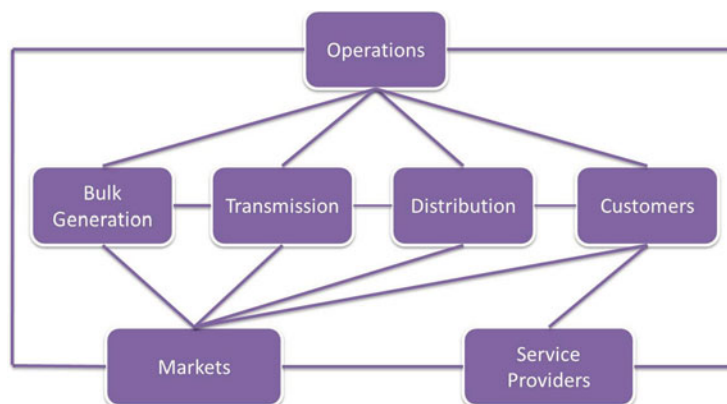 Operations
Bulk
Generation
Transmission
Distribution
Customers
Markets
Service
Providers